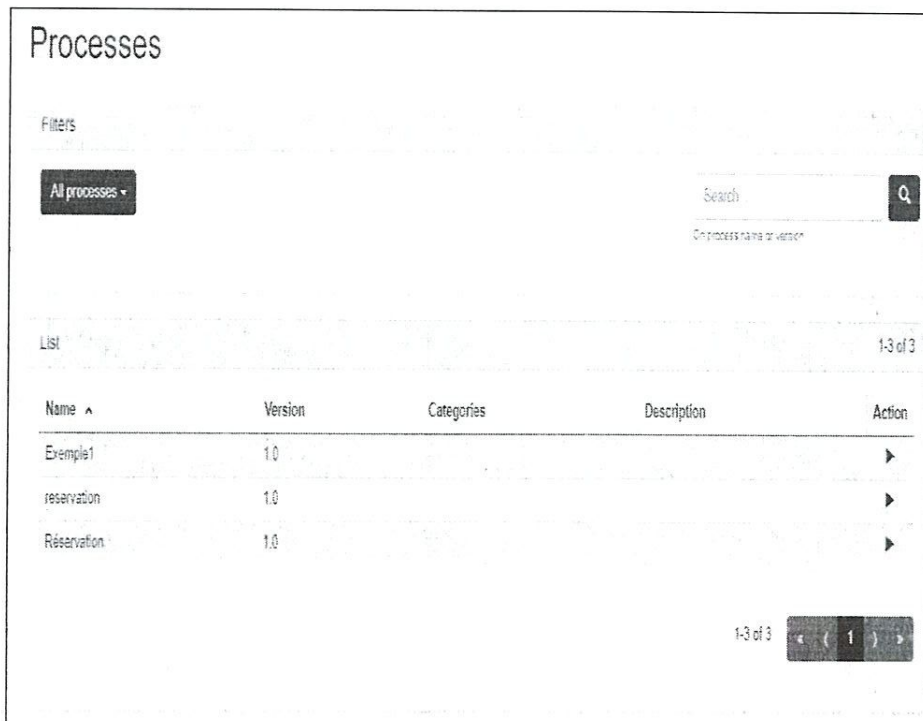 Processes
Filters
All processes
Search
On process name or version
List 1-3 of 3
Name Version Categories Description Action
Exemple1 1.0
reservation 1.0
Réservation 1.0
1-3 of 3 « ⟨ 1 ⟩ »